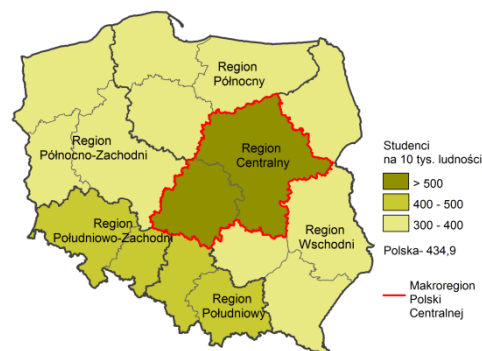 Region
Północny
Region
Północno-Zachodni
Region
Centralny
Region
Południowo-Zachodni
Region
Wschodni
Region
Południowy
Studenci
na 10 tys. ludności
> 500
400 - 500
300 - 400
Polska- 434,9
Makroregion
Polski
Centralnej